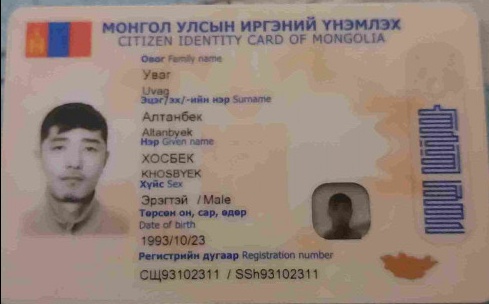 МОНГОЛ УЛСЫН ИРГЭНИЙ ҮНЭМЛЭХ
CITIZEN IDENTITY CARD OF MONGOLIA
Овог Family name
Уваг
Uvag
Эцэг/эх/-ийн нэр Surname
Алтанбек
Altanbyek
Нэр Given name
ХОСБЕК
KHOSBYEK
Хүйс Sex
Эрэгтэй / Male
Төрсөн он, сар, өдөр
Date of birth
1993/10/23
Регистрийн дугаар Registration number
СЩ93102311 / SSh93102311